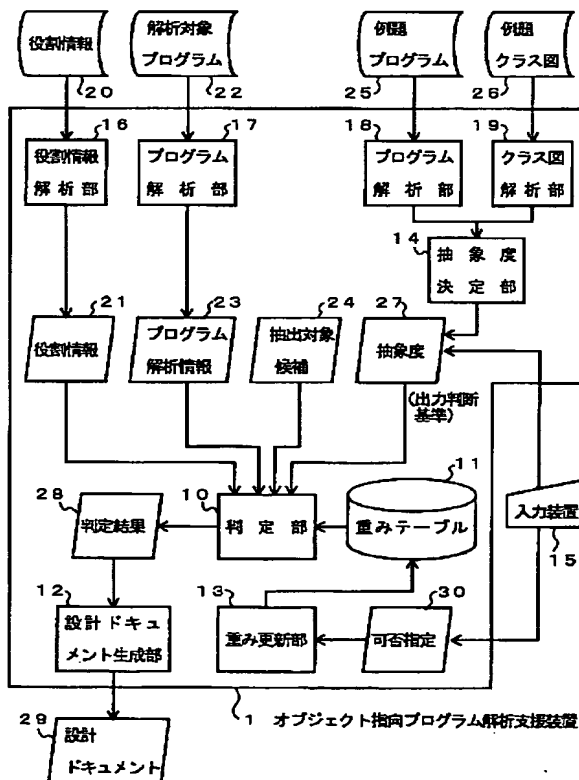 役割情報
20
解析対象
プログラム
22
例題
プログラム
25
例題
クラス図
26
16
役割情報
解析部
17
プログラム
解析部
18
プログラム
解析部
19
クラス図
解析部
14
抽象度
決定部
21
役割情報
23
プログラム
解析情報
24
抽出対象
候補
27
抽象度
(出力判断
基準)
28
判定結果
10
判定部
11
重みテーブル
入力装置
15
12
設計ドキュ
メント生成部
13
重み更新部
30
可否指定
1 オブジェクト指向プログラム解析支援装置
29
設計
ドキュメント